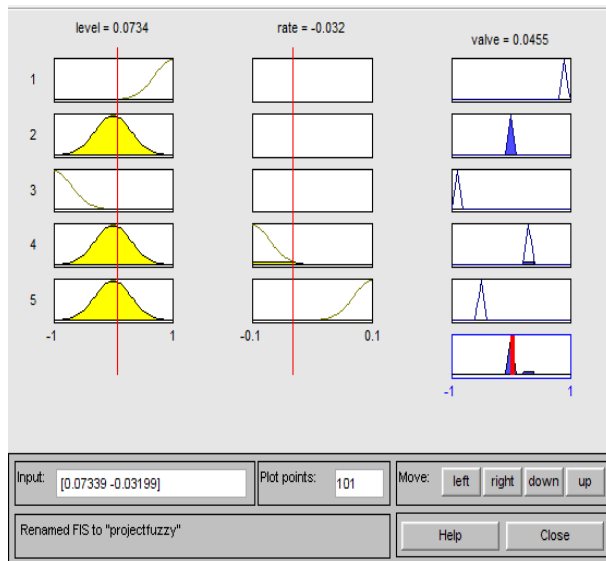 level = 0.0734 rate = -0.032 valve = 0.0455
1
2
3
4
5
-1 1 -0.1 0.1
-1 1
Input: [0.07339 -0.03199] Plot points: 101 Move: left right down up
Renamed FIS to "projectfuzzy" Help Close